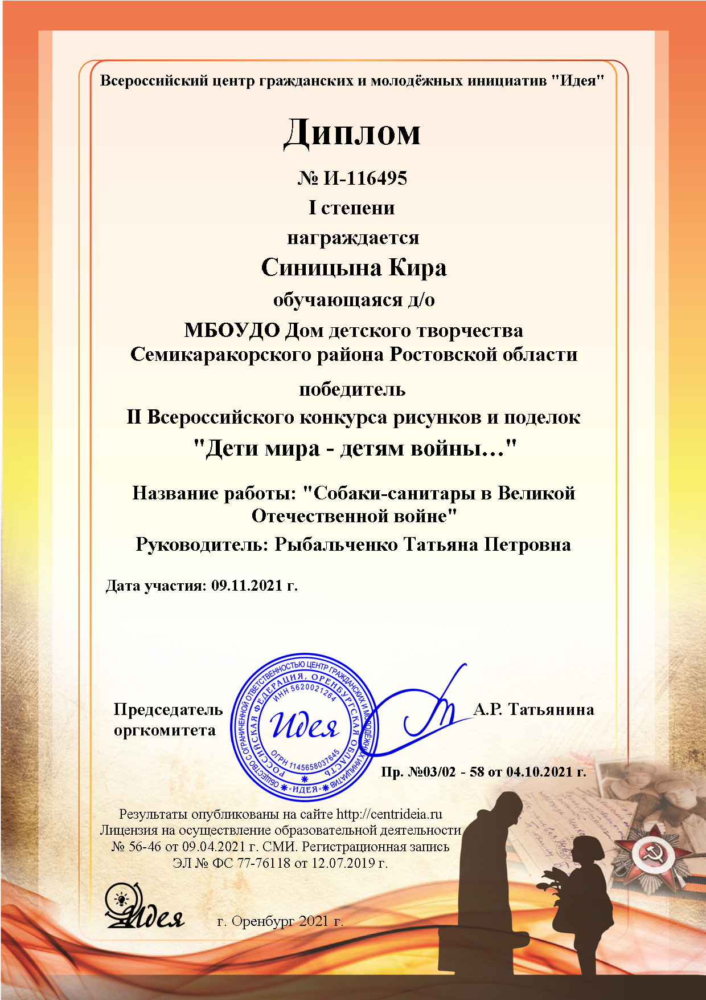 Всероссийский центр гражданских и молодёжных инициатив "Идея"
Диплом
№ И-116495
I степени
награждается
Синицына Кира
обучающаяся д/о
МБОУДО Дом детского творчества
Семикаракорского района Ростовской области
победитель
II Всероссийского конкурса рисунков и поделок
"Дети мира - детям войны…"
Название работы: "Собаки-санитары в Великой
Отечественной войне"
Руководитель: Рыбальченко Татьяна Петровна
Дата участия: 09.11.2021 г.
Председатель
оргкомитета
ОБЩЕСТВО С ОГРАНИЧЕННОЙ ОТВЕТСТВЕННОСТЬЮ ЦЕНТР ГРАЖДАНСКИХ И МОЛОДЁЖНЫХ ИНИЦИАТИВ
«ИДЕЯ»
РОССИЙСКАЯ ФЕДЕРАЦИЯ, ОРЕНБУРГСКАЯ ОБЛАСТЬ
ИНН 5620021264
Идея
ОГРН 1145658037645
А.Р. Татьянина
Пр. №03/02 - 58 от 04.10.2021 г.
Результаты опубликованы на сайте http://centrideia.ru
Лицензия на осуществление образовательной деятельности
№ 56-46 от 09.04.2021 г. СМИ. Регистрационная запись
ЭЛ № ФС 77-76118 от 12.07.2019 г.
Идея
г. Оренбург 2021 г.